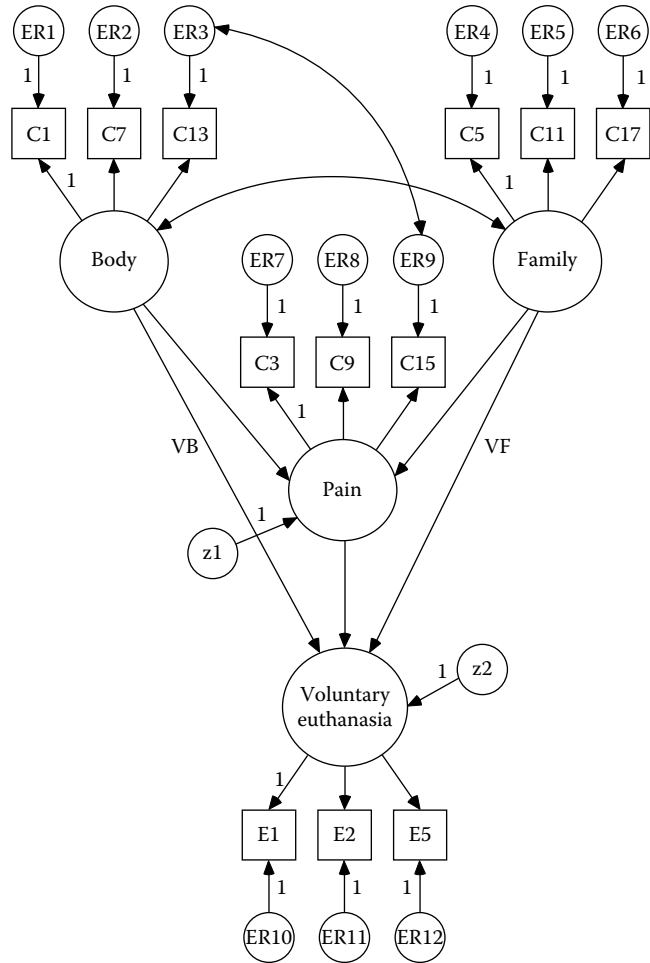 ER1 ER2 ER3 ER4 ER5 ER6
1 1 1 1 1 1
C1 C7 C13 C5 C11 C17
1 1
Body ER7 ER8 ER9 Family
1 1 1
C3 C9 C15
1
VB VF
Pain
1
z1
1 z2
Voluntary
euthanasia
1
E1 E2 E5
1 1 1
ER10 ER11 ER12